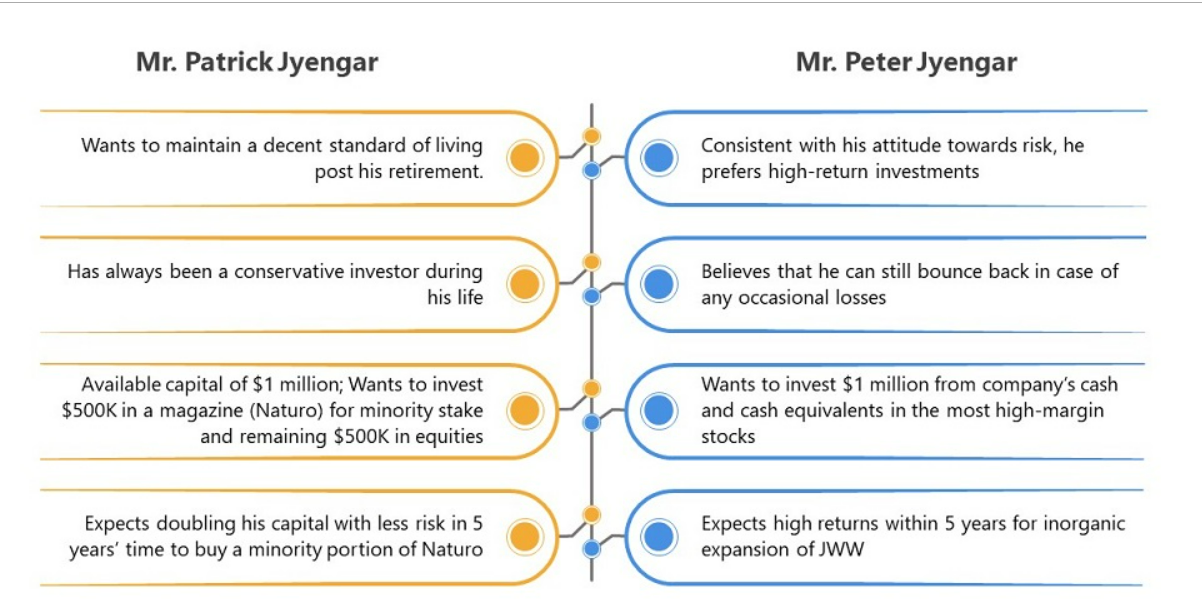 Mr. Patrick Jyengar
Wants to maintain a decent standard of living
post his retirement.
Has always been a conservative investor during
his life
Available capital of $1 million; Wants to invest
$500K in a magazine (Naturo) for minority stake
and remaining $500K in equities
Expects doubling his capital with less risk in 5
years’ time to buy a minority portion of Naturo
Mr. Peter Jyengar
Consistent with his attitude towards risk, he
prefers high-return investments
Believes that he can still bounce back in case of
any occasional losses
Wants to invest $1 million from company’s cash
and cash equivalents in the most high-margin
stocks
Expects high returns within 5 years for inorganic
expansion of JWW